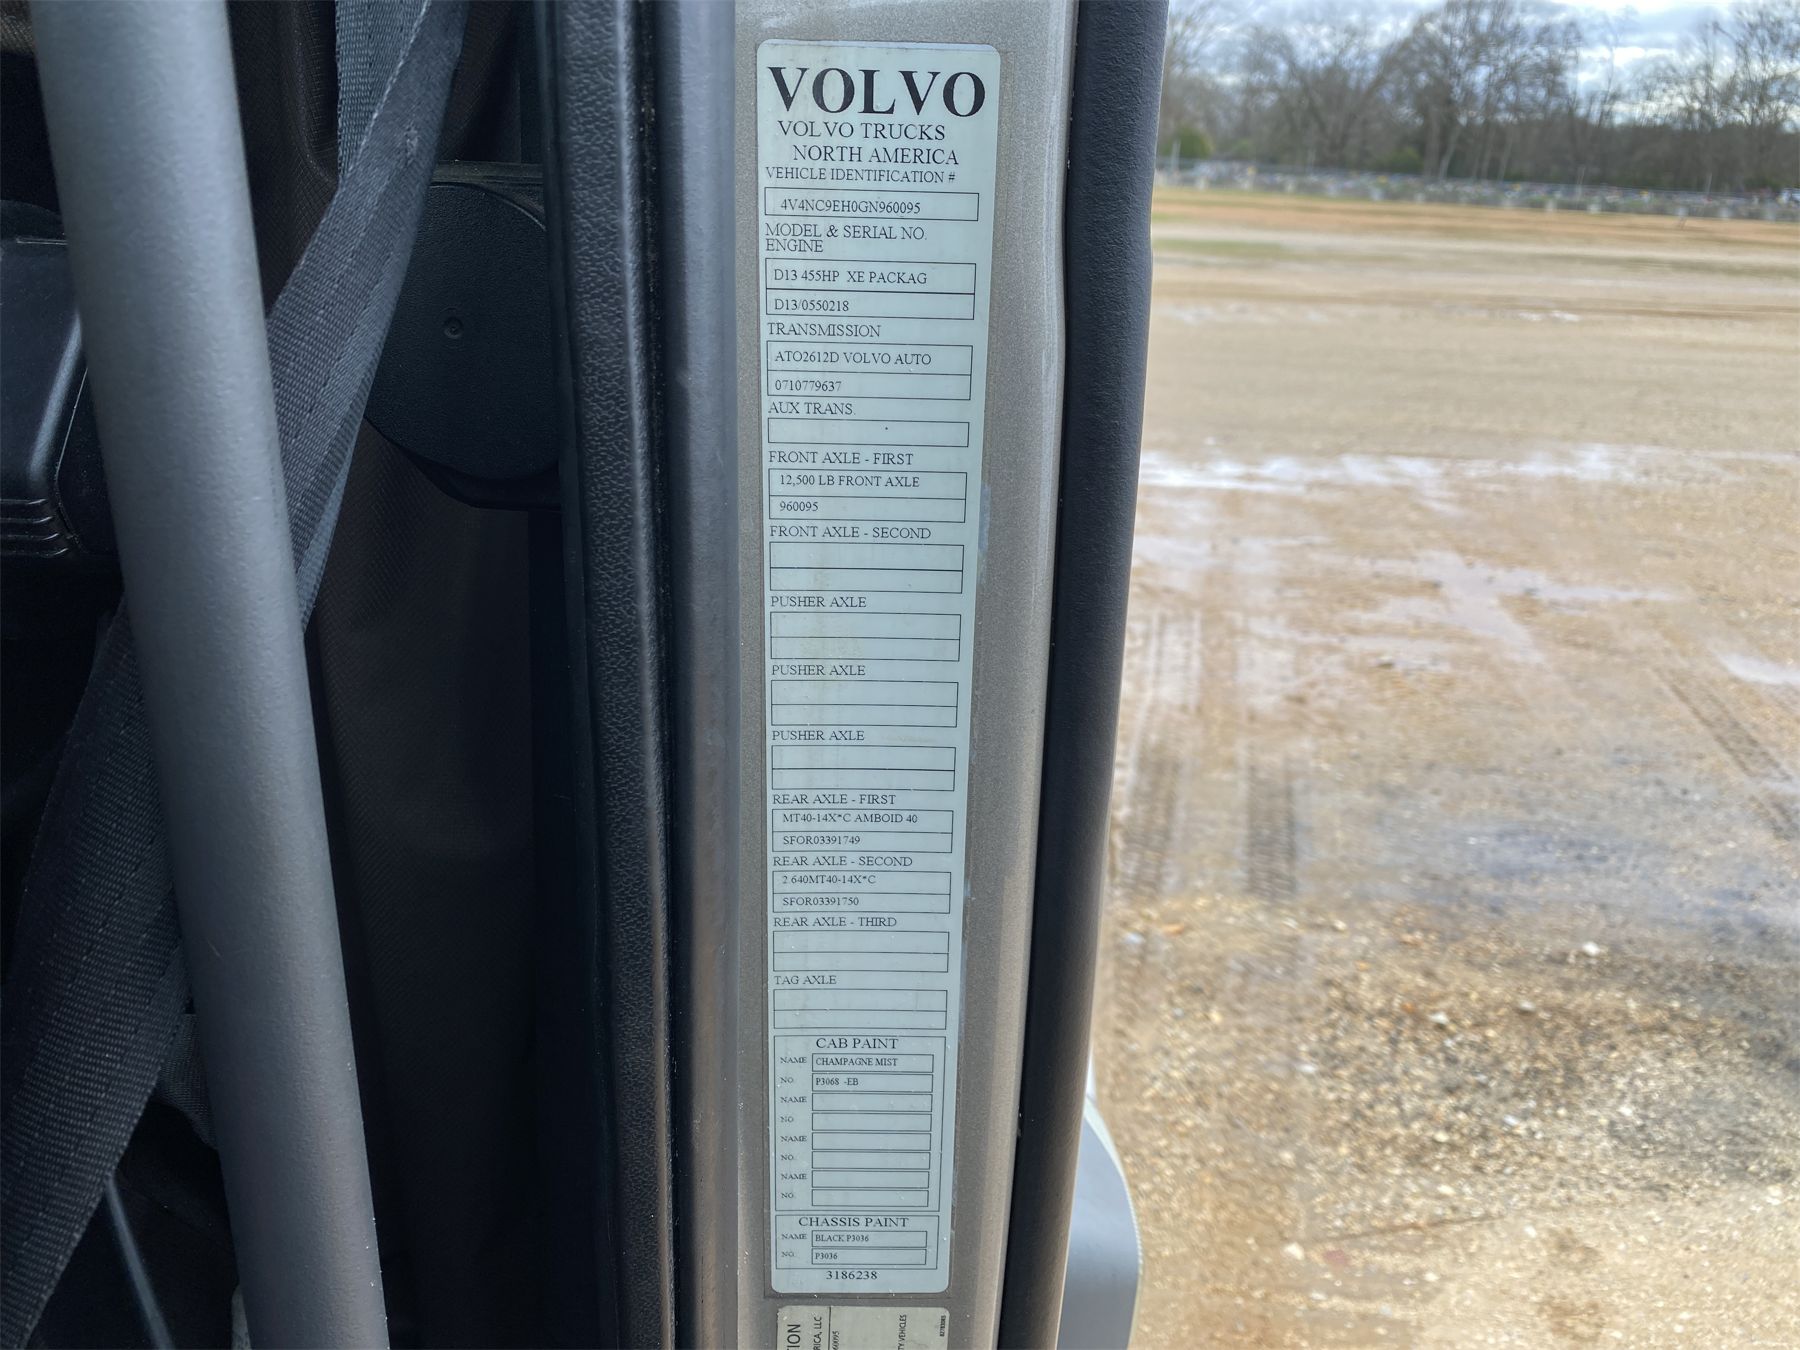 VOLVO
VOLVO TRUCKS
NORTH AMERICA
VEHICLE IDENTIFICATION #
4V4NC9EH0GN960095
MODEL & SERIAL NO.
ENGINE
D13 455HP XE PACKAG
D13/0550218
TRANSMISSION
ATO2612D VOLVO AUTO
0710779637
AUX TRANS.
FRONT AXLE - FIRST
12,500 LB FRONT AXLE
960095
FRONT AXLE - SECOND
PUSHER AXLE
PUSHER AXLE
PUSHER AXLE
REAR AXLE - FIRST
MT40-14X*C AMBOID 40
SFOR03391749
REAR AXLE - SECOND
2 640MT40-14X*C
SFOR03391750
REAR AXLE - THIRD
TAG AXLE
CAB PAINT
NAME CHAMPAGNE MIST
NO. P3068 -EB
NAME
NO.
NAME
NO.
NAME
NO.
CHASSIS PAINT
NAME BLACK P3036
NO. P3036
3186238